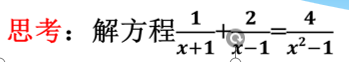 思考：解方程 1/(x+1) + 2/(x−1) = 4/(x²−1)